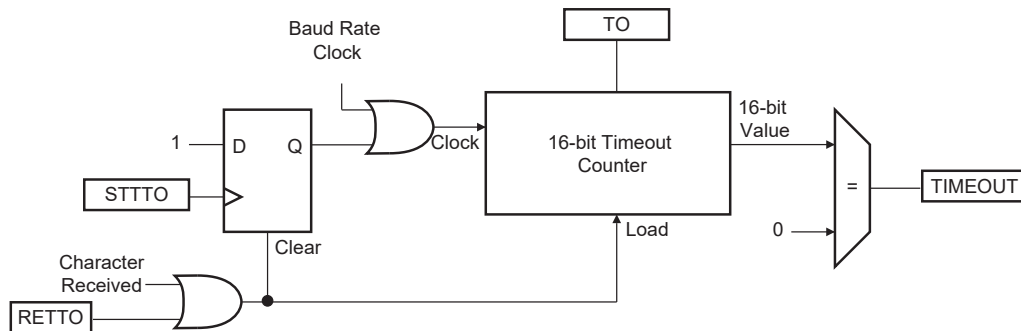 Baud Rate
Clock
TO
1
D
Q
Clock
16-bit Timeout
Counter
16-bit
Value
STTTO
=
TIMEOUT
Clear
Load
0
Character
Received
RETTO